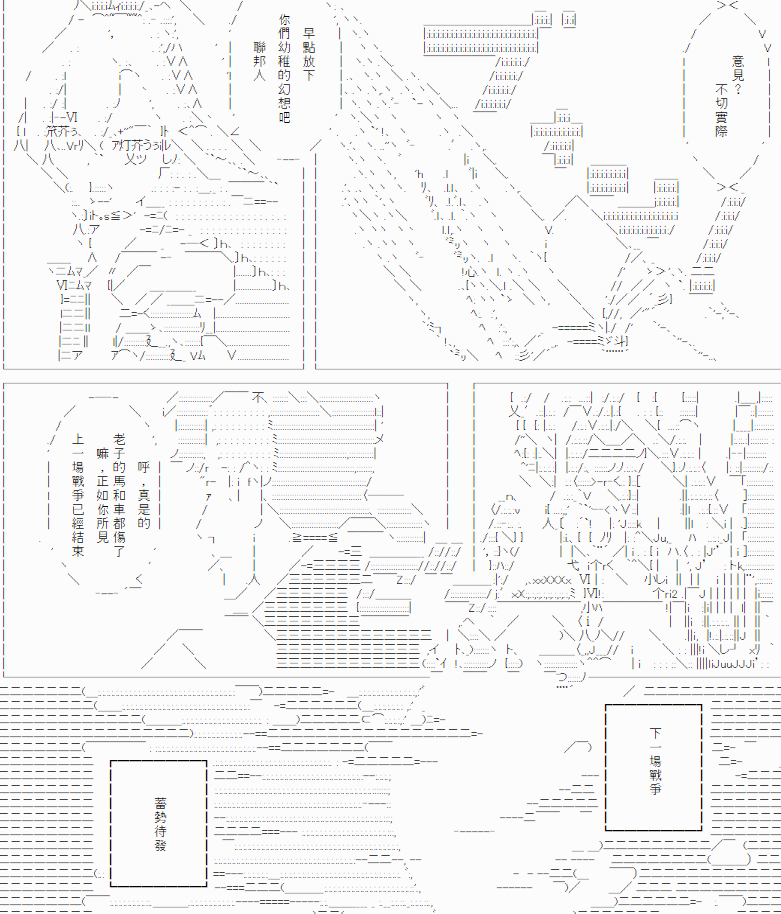 早點放下
你們幼稚的幻想吧
聯邦人
意見？
不切實際
呼，真是的
老子的馬和車都傷了
嘛，正如你所見
上一場戰爭已經結束
下一場戰爭
蓄勢待發